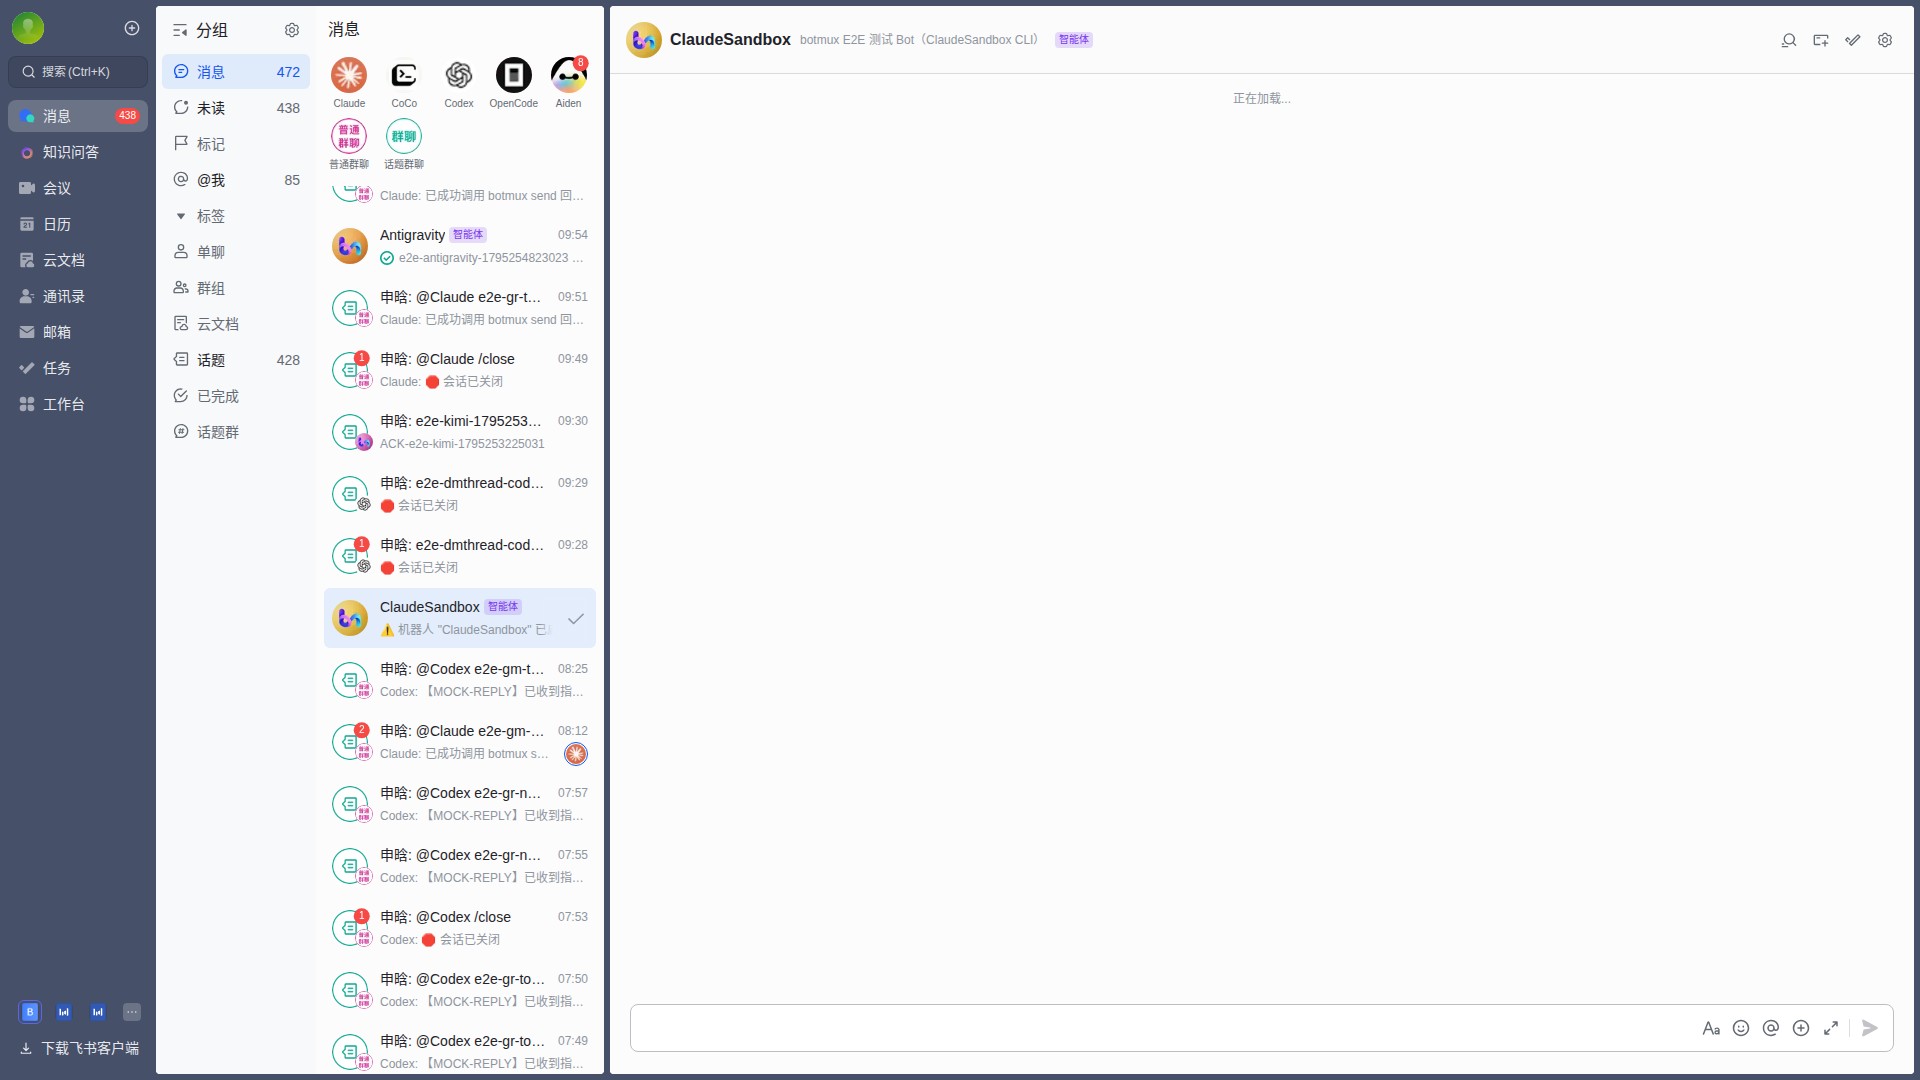 搜索 (Ctrl+K)
消息 438
知识问答
会议
日历
云文档
通讯录
邮箱
任务
工作台
下载飞书客户端
分组
消息 472
未读 438
标记
@我 85
标签
单聊
群组
云文档
话题 428
已完成
话题群
消息
8
Claude CoCo Codex OpenCode Aiden
普通
群聊
群聊
普通群聊 话题群聊
Claude: 已成功调用 botmux send 回…
Antigravity 智能体 09:54
e2e-antigravity-1795254823023 …
申晗: @Claude e2e-gr-t… 09:51
Claude: 已成功调用 botmux send 回…
1
申晗: @Claude /close 09:49
Claude: 会话已关闭
申晗: e2e-kimi-1795253… 09:30
ACK-e2e-kimi-1795253225031
申晗: e2e-dmthread-cod… 09:29
会话已关闭
1
申晗: e2e-dmthread-cod… 09:28
会话已关闭
ClaudeSandbox 智能体
机器人 "ClaudeSandbox" 已
申晗: @Codex e2e-gm-t… 08:25
Codex: 【MOCK-REPLY】已收到指…
2
申晗: @Claude e2e-gm-… 08:12
Claude: 已成功调用 botmux s…
申晗: @Codex e2e-gr-n… 07:57
Codex: 【MOCK-REPLY】已收到指…
申晗: @Codex e2e-gr-n… 07:55
Codex: 【MOCK-REPLY】已收到指…
1
申晗: @Codex /close 07:53
Codex: 会话已关闭
申晗: @Codex e2e-gr-to… 07:50
Codex: 【MOCK-REPLY】已收到指…
申晗: @Codex e2e-gr-to… 07:49
Codex: 【MOCK-REPLY】已收到指…
ClaudeSandbox botmux E2E 测试 Bot（ClaudeSandbox CLI） 智能体
正在加载...